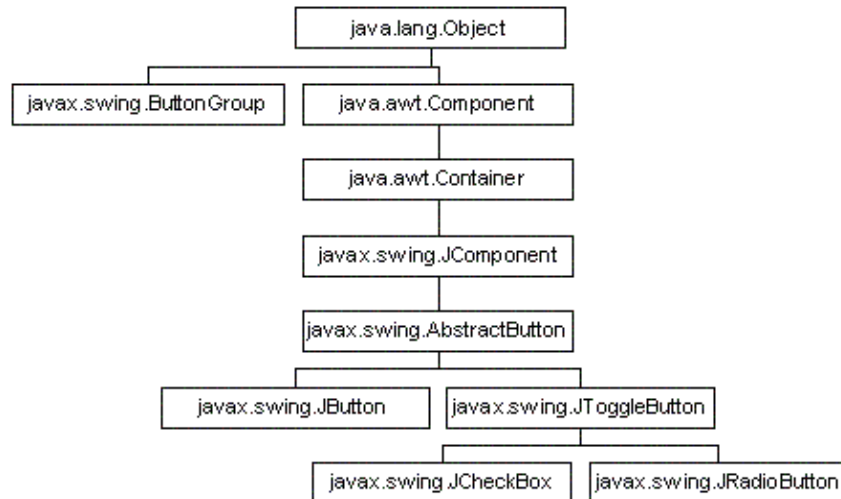 java.lang.Object
javax.swing.ButtonGroup
java.awt.Component
java.awt.Container
javax.swing.JComponent
javax.swing.AbstractButton
javax.swing.JButton
javax.swing.JToggleButton
javax.swing.JCheckBox
javax.swing.JRadioButton